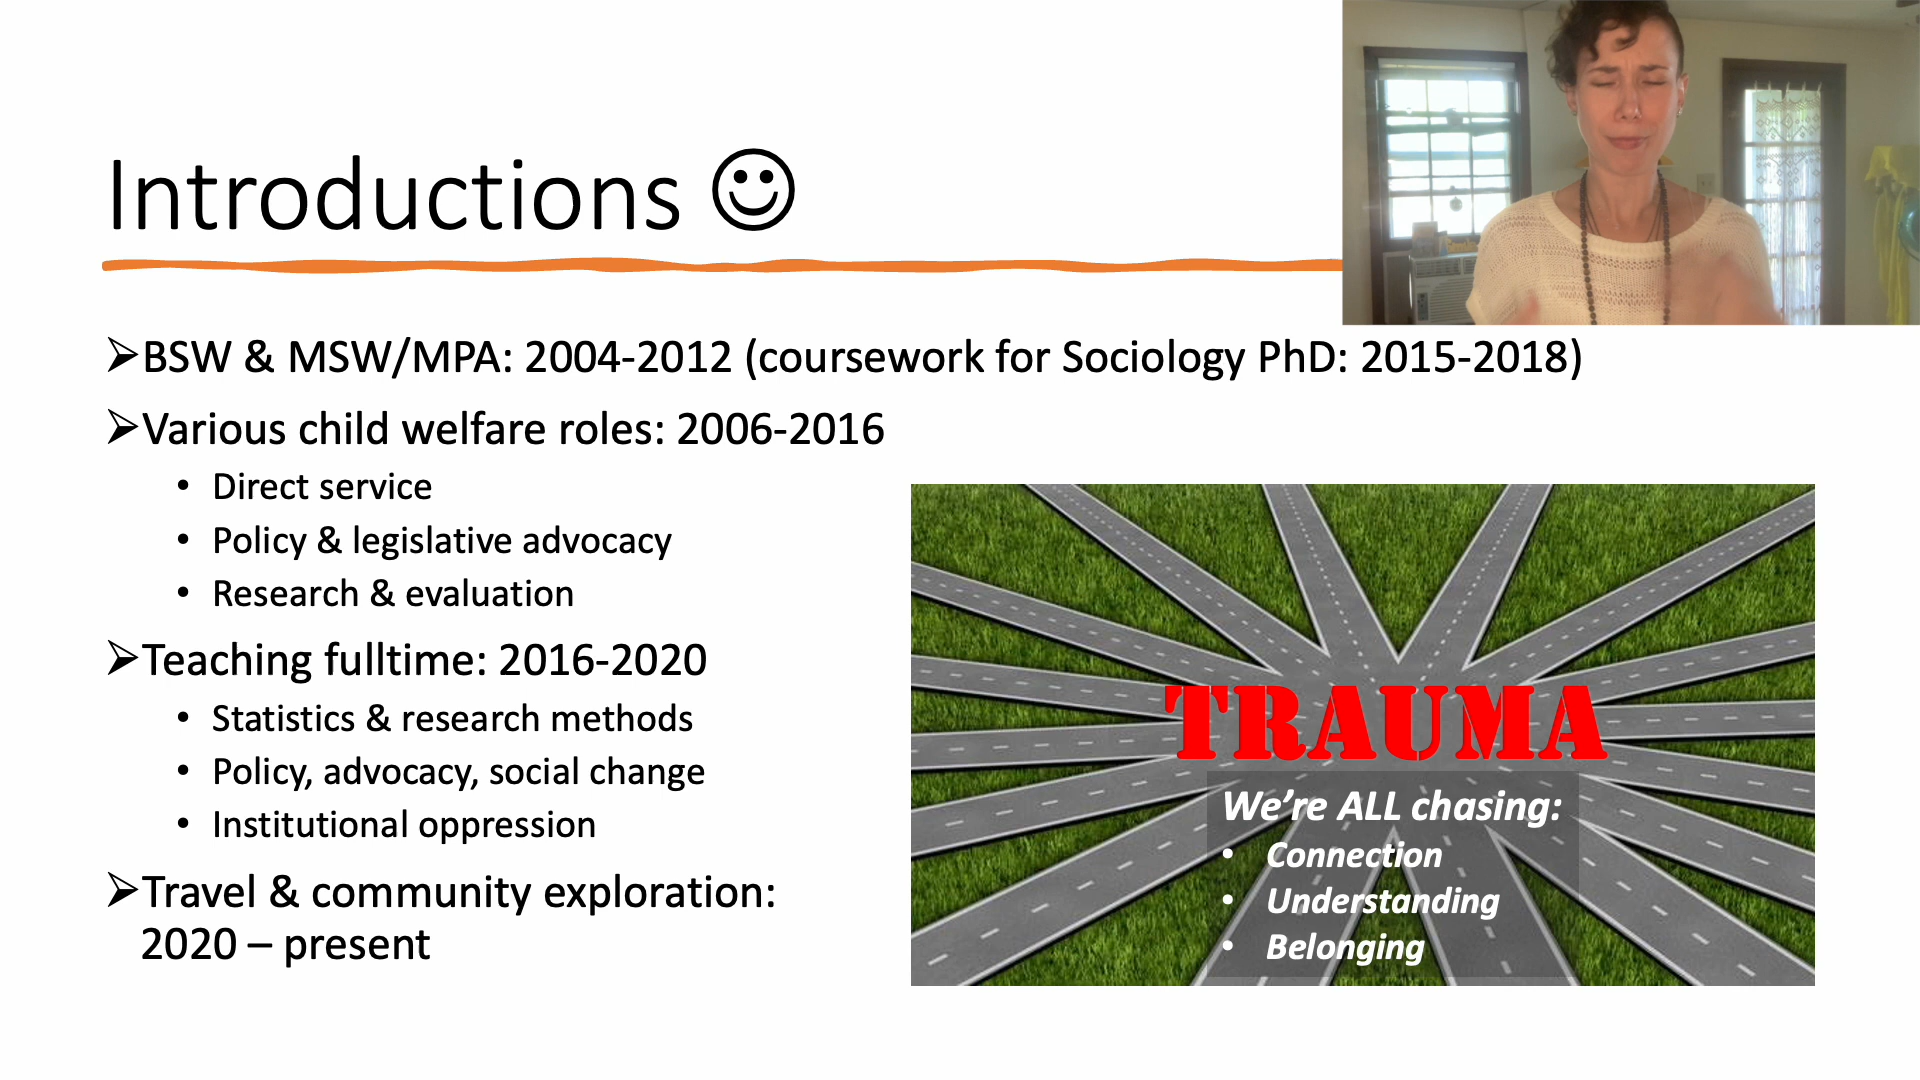 Introductions ☺
➢BSW & MSW/MPA: 2004-2012 (coursework for Sociology PhD: 2015-2018)
➢Various child welfare roles: 2006-2016
• Direct service
• Policy & legislative advocacy
• Research & evaluation
➢Teaching fulltime: 2016-2020
• Statistics & research methods
• Policy, advocacy, social change
• Institutional oppression
➢Travel & community exploration:
2020 – present
TRAUMA
We’re ALL chasing:
• Connection
• Understanding
• Belonging